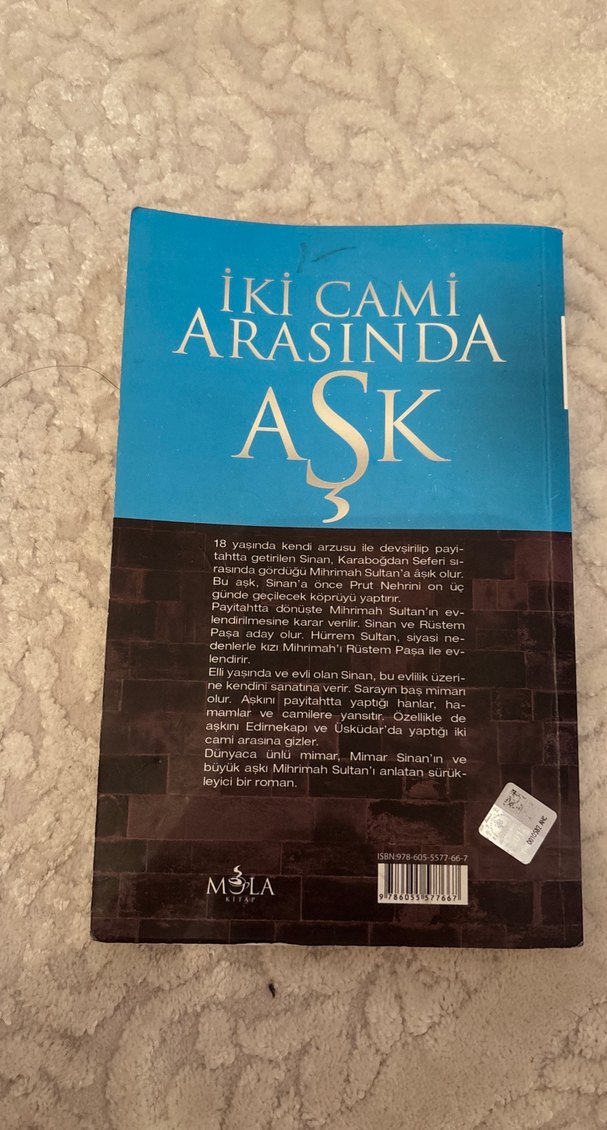 İKİ CAMİ
ARASINDA
AŞK
18 yaşında kendi arzusu ile devşirilip payi-
tahtta getirilen Sinan, Karaboğdan Seferi sı-
rasında gördüğü Mihrimah Sultan'a âşık olur.
Bu aşk, Sinan'a önce Prut Nehrini on üç
günde geçilecek köprüyü yaptırır.
Payitahtta dönüşte Mihrimah Sultan'ın ev-
lendirilmesine karar verilir. Sinan ve Rüstem
Paşa aday olur. Hürrem Sultan, siyasi ne-
denlerle kızı Mihrimah'ı Rüstem Paşa ile ev-
lendirir.
Elli yaşında ve evli olan Sinan, bu evlilik üzeri-
ne kendini sanatına verir. Sarayın baş mimarı
olur. Aşkını payitahtta yaptığı hanlar, ha-
mamlar ve camilere yansıtır. Özellikle de
aşkını Edirnekapı ve Üsküdar'da yaptığı iki
cami arasına gizler.
Dünyaca ünlü mimar, Mimar Sinan'ın ve
büyük aşkı Mihrimah Sultan'ı anlatan sürük-
leyici bir roman.
MOLA
KİTAP
ISBN:978-605-5577-66-7
9 786055 577667